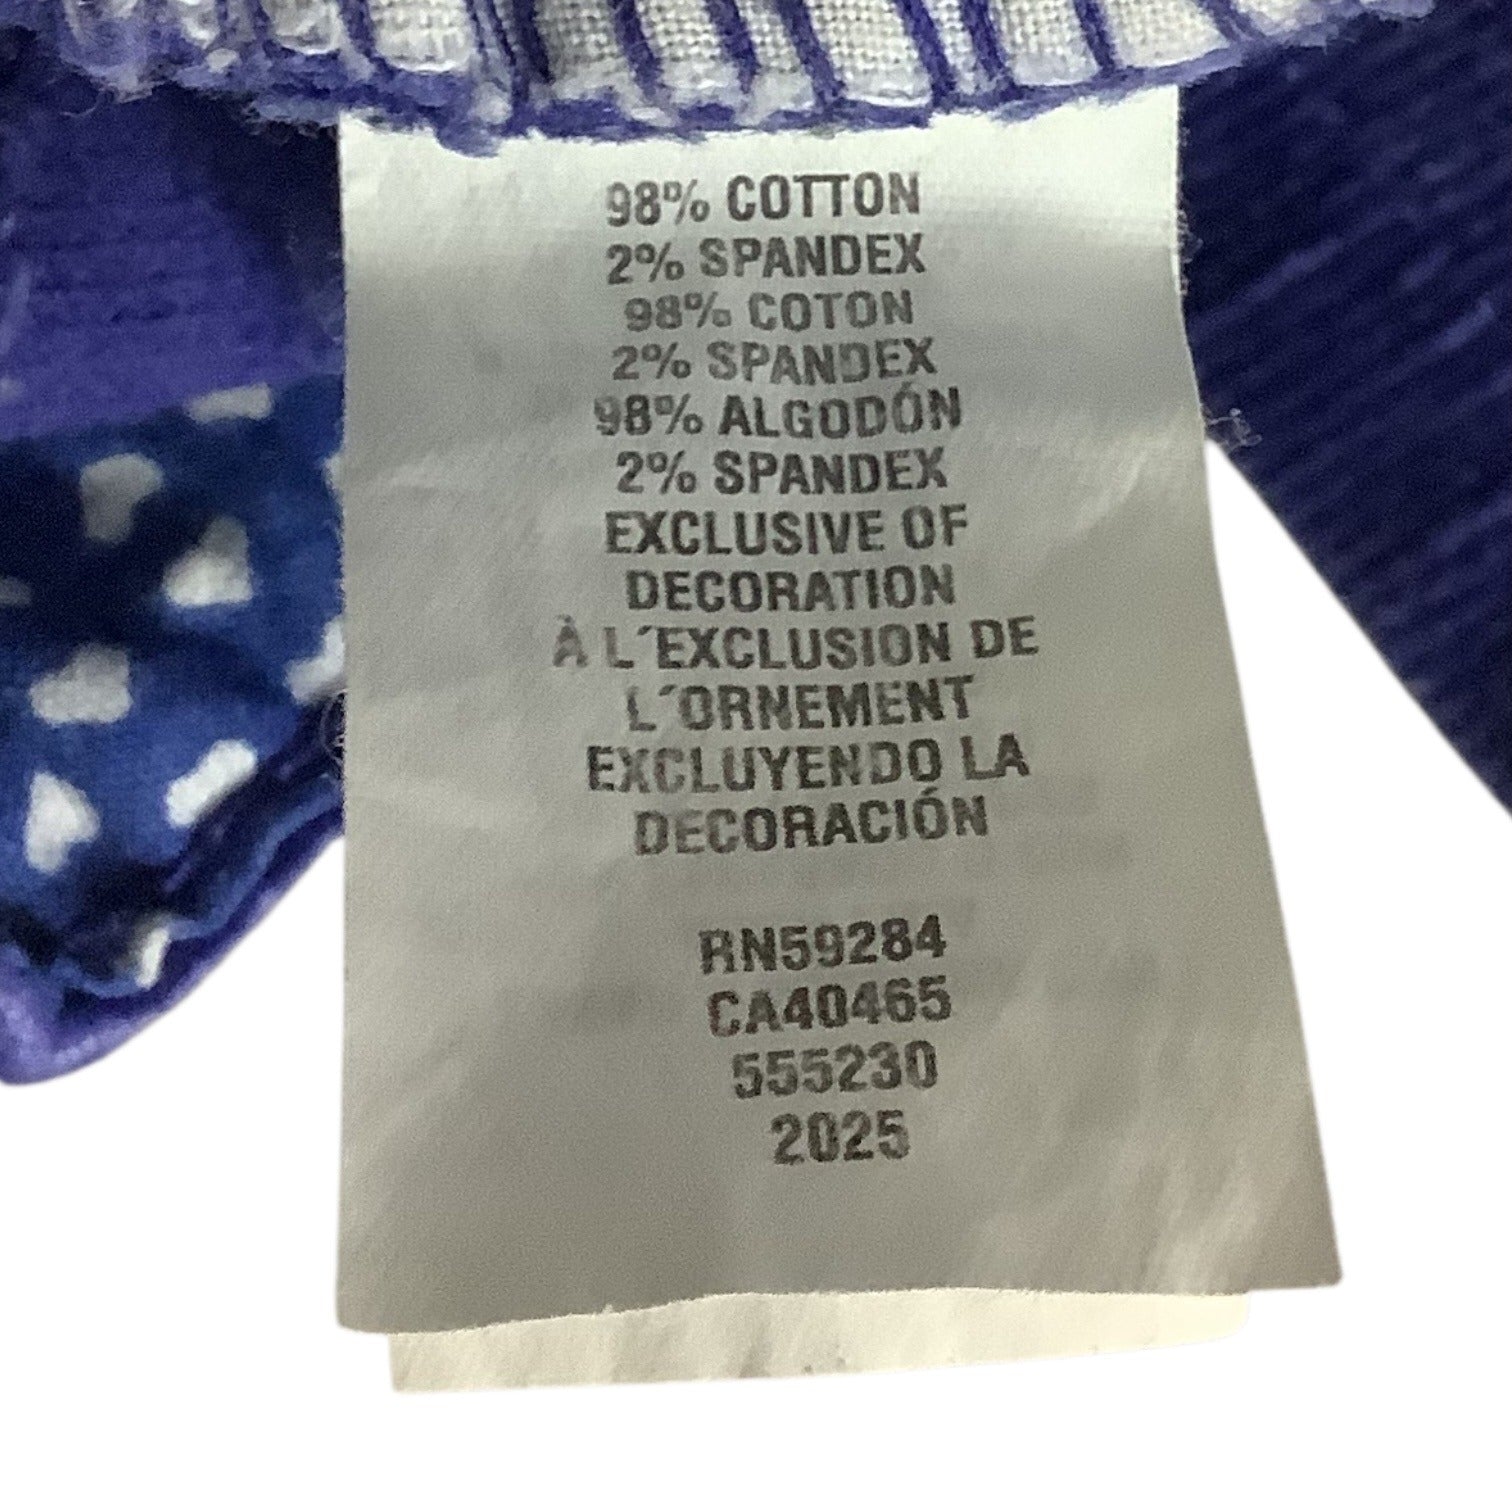 98% COTTON
2% SPANDEX
98% COTON
2% SPANDEX
98% ALGODÓN
2% SPANDEX
EXCLUSIVE OF
DECORATION
À L´EXCLUSION DE
L´ORNEMENT
EXCLUYENDO LA
DECORACIÓN
RN59284
CA40465
555230
2025